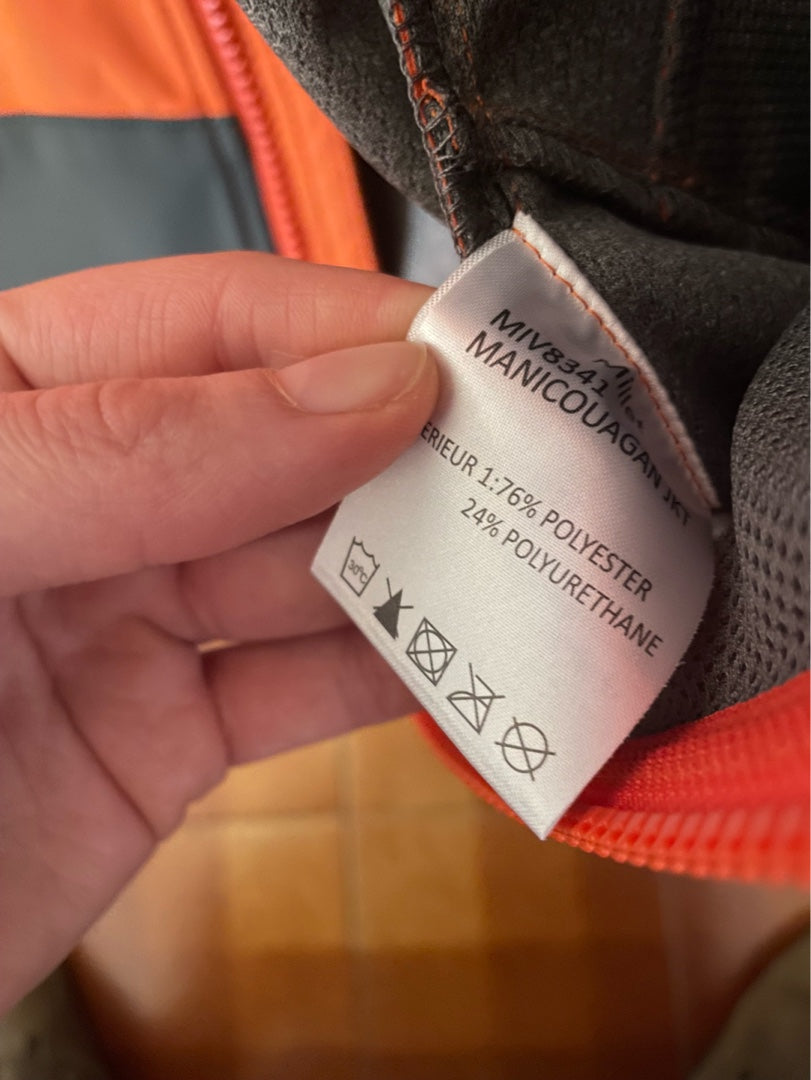 MIV8341
MANICOUAGAN JKT
ERIEUR 1:76% POLYESTER
24% POLYURETHANE
30°C